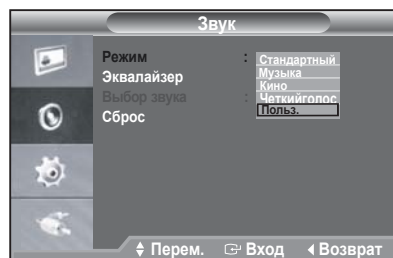 Звук
Режим : Стандартный
Музыка
Эквалайзер
Кино
Выбор звука : Четкийголос
Польз.
Сброс
Перем. Вход Возврат